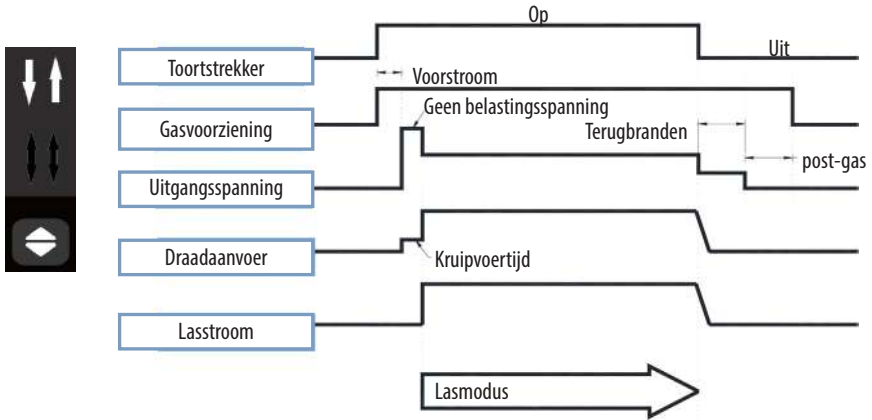 Op
Uit
Toortstrekker
Voorstroom
Geen belastingsspanning
Gasvoorziening
Terugbranden
post-gas
Uitgangsspanning
Draadaanvoer
Kruipvoertijd
Lasstroom
Lasmodus